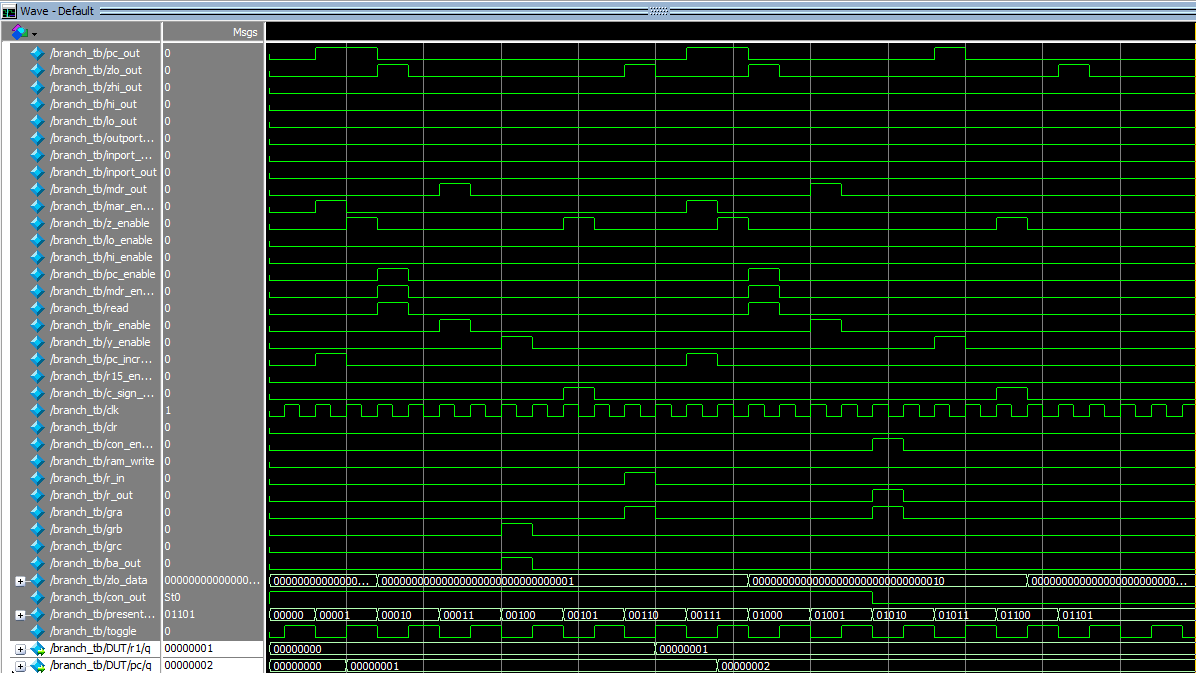 Wave - Default
Msgs
/branch_tb/pc_out 0
/branch_tb/zlo_out 0
/branch_tb/zhi_out 0
/branch_tb/hi_out 0
/branch_tb/lo_out 0
/branch_tb/outport... 0
/branch_tb/inport_... 0
/branch_tb/inport_out 0
/branch_tb/mdr_out 0
/branch_tb/mar_en... 0
/branch_tb/z_enable 0
/branch_tb/lo_enable 0
/branch_tb/hi_enable 0
/branch_tb/pc_enable 0
/branch_tb/mdr_en... 0
/branch_tb/read 0
/branch_tb/ir_enable 0
/branch_tb/y_enable 0
/branch_tb/pc_incr... 0
/branch_tb/r15_en... 0
/branch_tb/c_sign_... 0
/branch_tb/clk 1
/branch_tb/clr 0
/branch_tb/con_en... 0
/branch_tb/ram_write 0
/branch_tb/r_in 0
/branch_tb/r_out 0
/branch_tb/gra 0
/branch_tb/grb 0
/branch_tb/grc 0
/branch_tb/ba_out 0
/branch_tb/zlo_data 00000000000000... 00000000000000... 00000000000000000000000000000001 00000000000000000000000000000010 00000000000000000000000...
/branch_tb/con_out St0
/branch_tb/present... 01101 00000 00001 00010 00011 00100 00101 00110 00111 01000 01001 01010 01011 01100 01101
/branch_tb/toggle 0
/branch_tb/DUT/r1/q 00000001 00000000 00000001
/branch_tb/DUT/pc/q 00000002 00000000 00000001 00000002